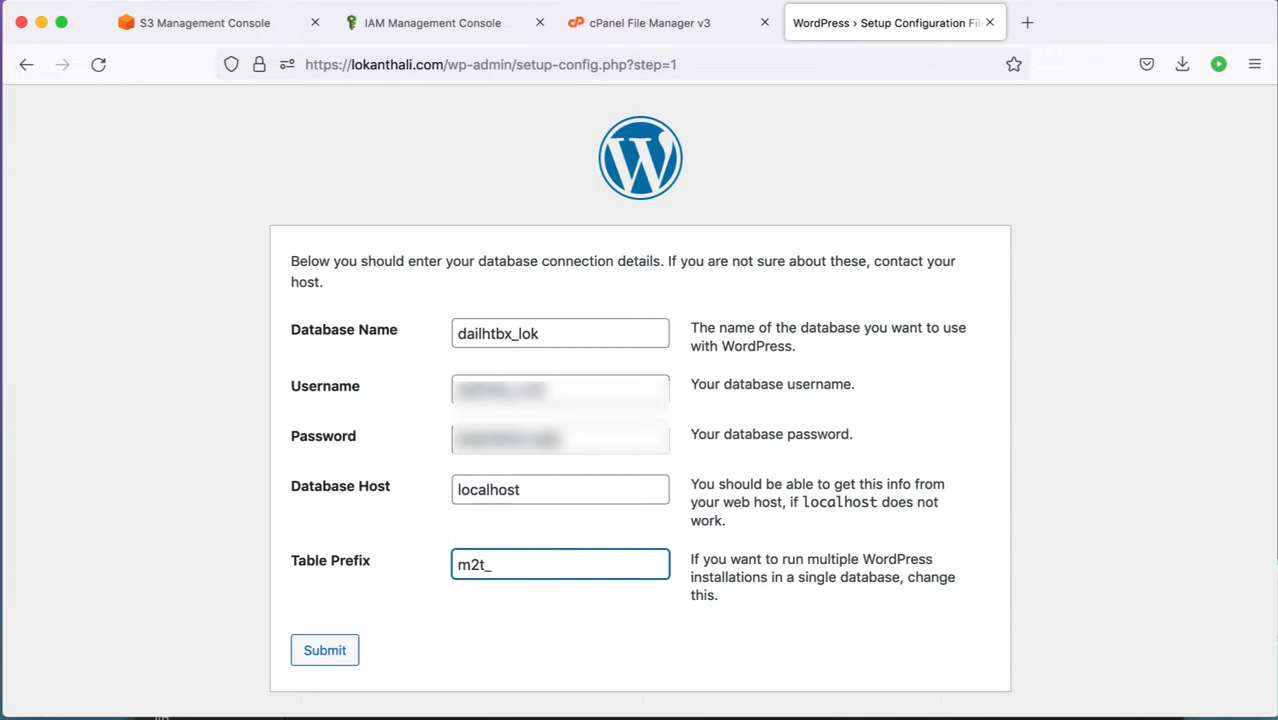 S3 Management Console
IAM Management Console
cPanel File Manager v3
WordPress › Setup Configuration Fil
https://lokanthali.com/wp-admin/setup-config.php?step=1
Below you should enter your database connection details. If you are not sure about these, contact your
host.
Database Name
dailhtbx_lok
The name of the database you want to use
with WordPress.
Username
Your database username.
Password
Your database password.
Database Host
localhost
You should be able to get this info from
your web host, if localhost does not
work.
Table Prefix
m2t_
If you want to run multiple WordPress
installations in a single database, change
this.
Submit